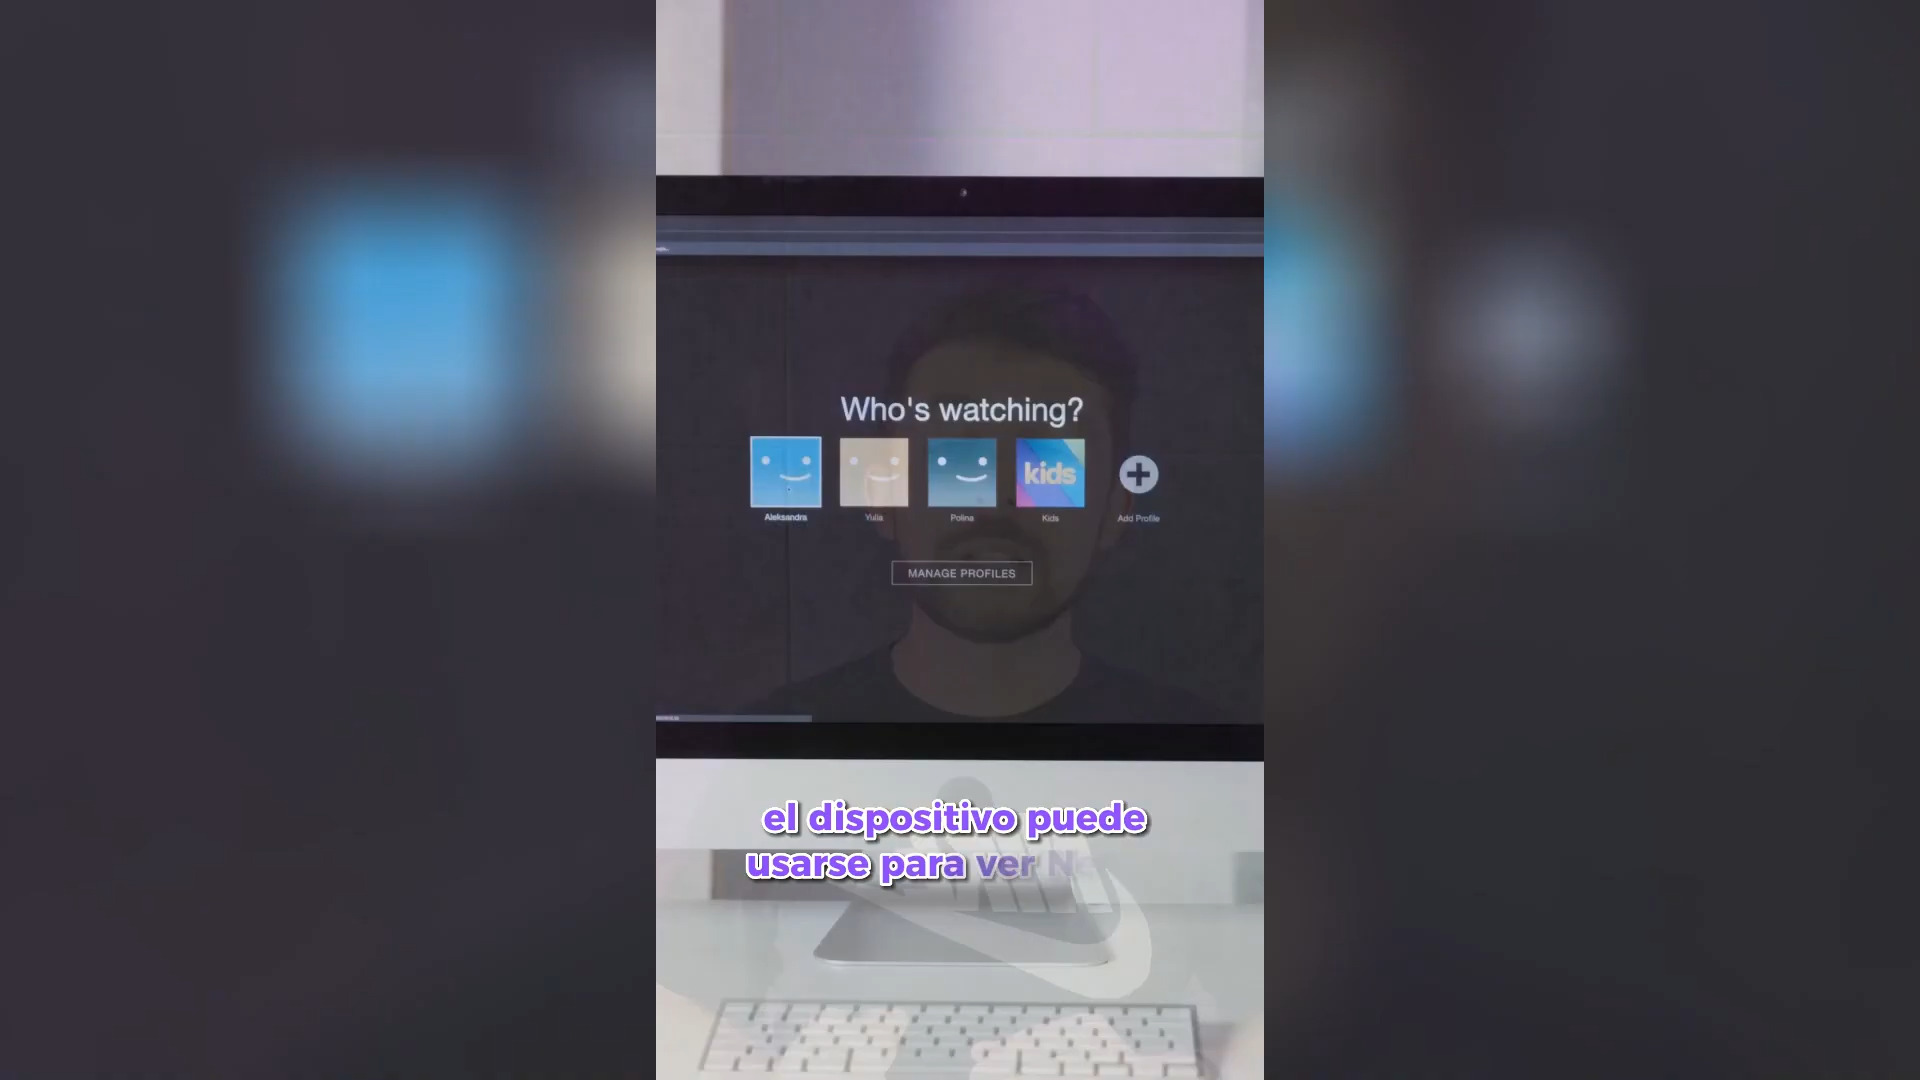 Who's watching?
Aleksandra
Yulia
Polina
kids
Kids
Add Profile
MANAGE PROFILES
el dispositivo puede
usarse para ver